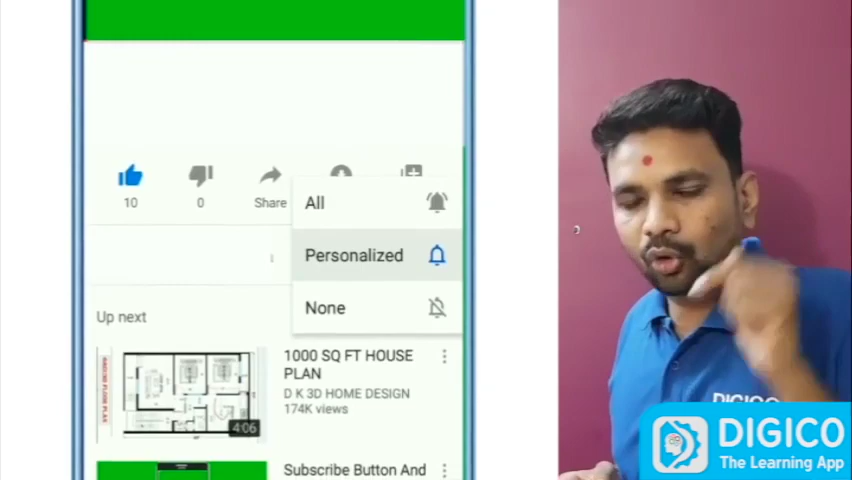 10
0
Share
All
Personalized
None
Up next
1000 SQ FT HOUSE
PLAN
D K 3D HOME DESIGN
174K views
4:06
Subscribe Button And
DIGICO
DIGICO
The Learning App